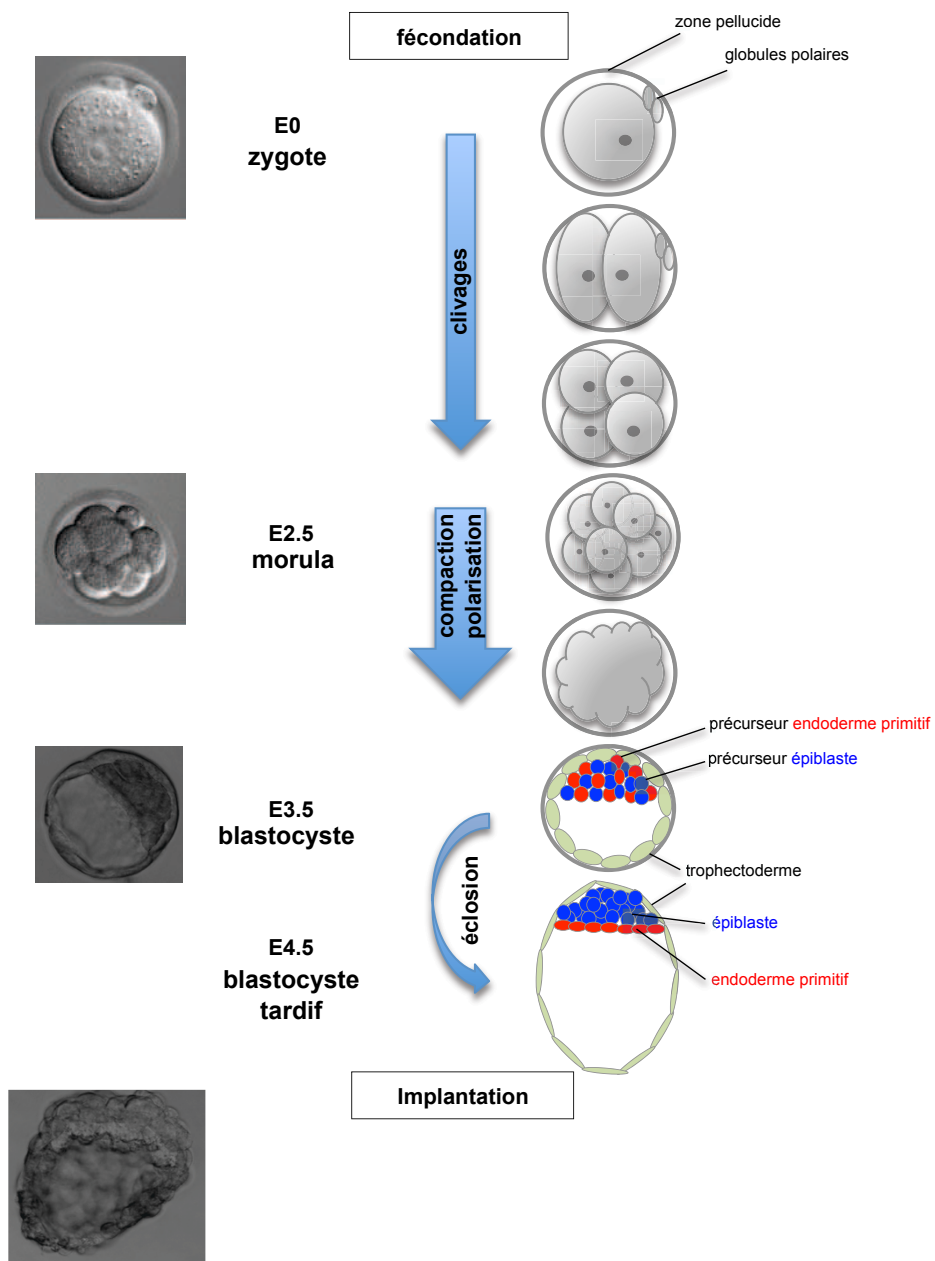 fécondation
zone pellucide
globules polaires
E0
zygote
clivages
E2.5
morula
compaction
polarisation
précurseur endoderme primitif
précurseur épiblaste
E3.5
blastocyste
trophectoderme
éclosion
épiblaste
E4.5
blastocyste
tardif
endoderme primitif
Implantation